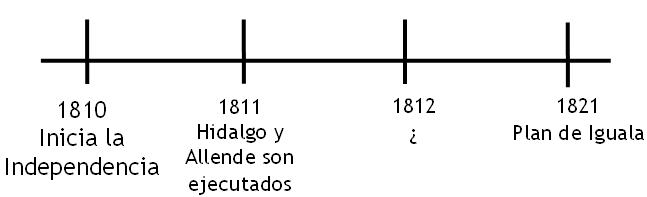 1810
Inicia la
Independencia
1811
Hidalgo y
Allende son
ejecutados
1812
¿
1821
Plan de Iguala